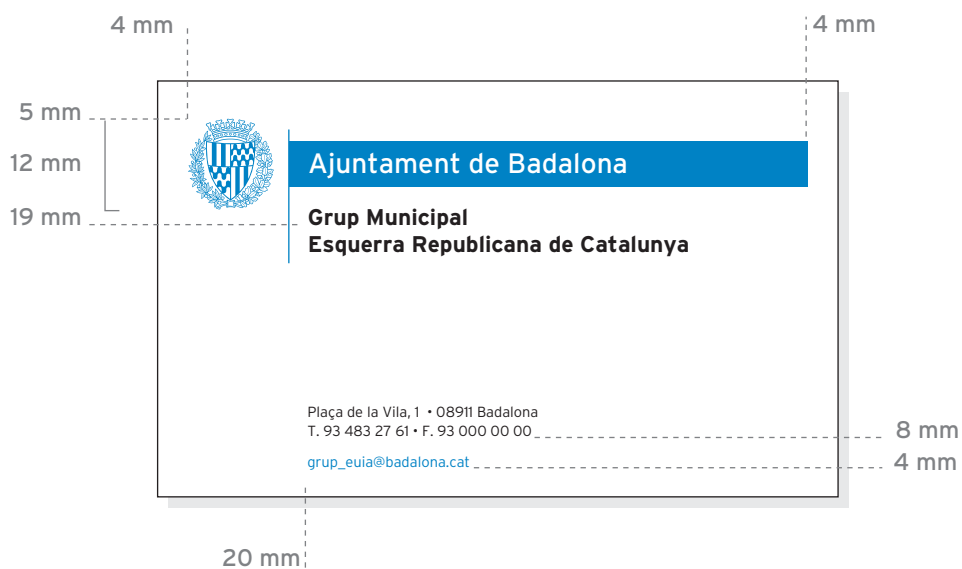 4 mm
4 mm
5 mm
12 mm
19 mm
Ajuntament de Badalona
Grup Municipal
Esquerra Republicana de Catalunya
Plaça de la Vila, 1 • 08911 Badalona
T. 93 483 27 61 • F. 93 000 00 00
8 mm
grup_euia@badalona.cat
4 mm
20 mm